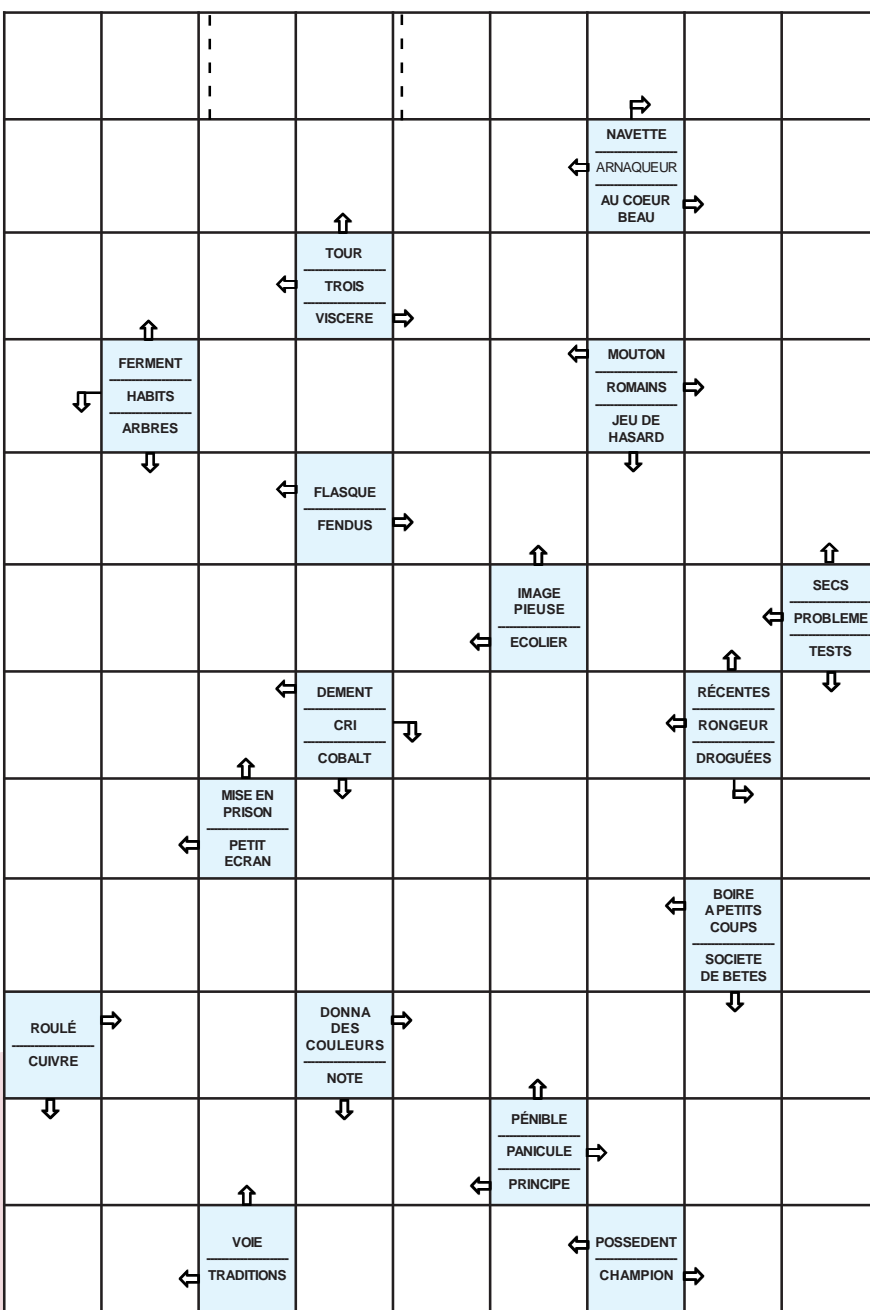 NAVETTE
ARNAQUEUR
AU COEUR
BEAU
TOUR
TROIS
VISCERE
FERMENT
HABITS
ARBRES
MOUTON
ROMAINS
JEU DE
HASARD
FLASQUE
FENDUS
IMAGE
PIEUSE
ECOLIER
SECS
PROBLEME
TESTS
DEMENT
CRI
COBALT
RÉCENTES
RONGEUR
DROGUÉES
MISE EN
PRISON
PETIT
ECRAN
BOIRE
A PETITS
COUPS
SOCIETE
DE BETES
ROULÉ
CUIVRE
DONNA
DES
COULEURS
NOTE
PÉNIBLE
PANICULE
PRINCIPE
VOIE
TRADITIONS
POSSEDENT
CHAMPION